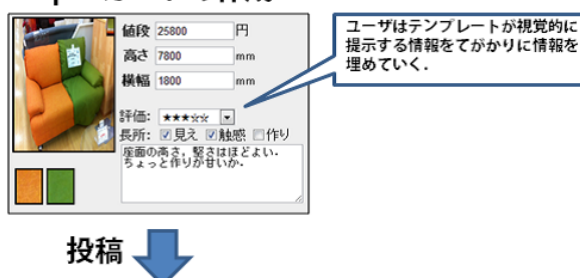 値段 25800 円
高さ 7800 mm
横幅 1800 mm
評価: ★★★☆☆
長所: 見え 触感 作り
座面の高さ，堅さはほどよい．
ちょっと作りが甘いか．
ユーザはテンプレートが視覚的に
提示する情報をてがかりに情報を
埋めていく．
投稿